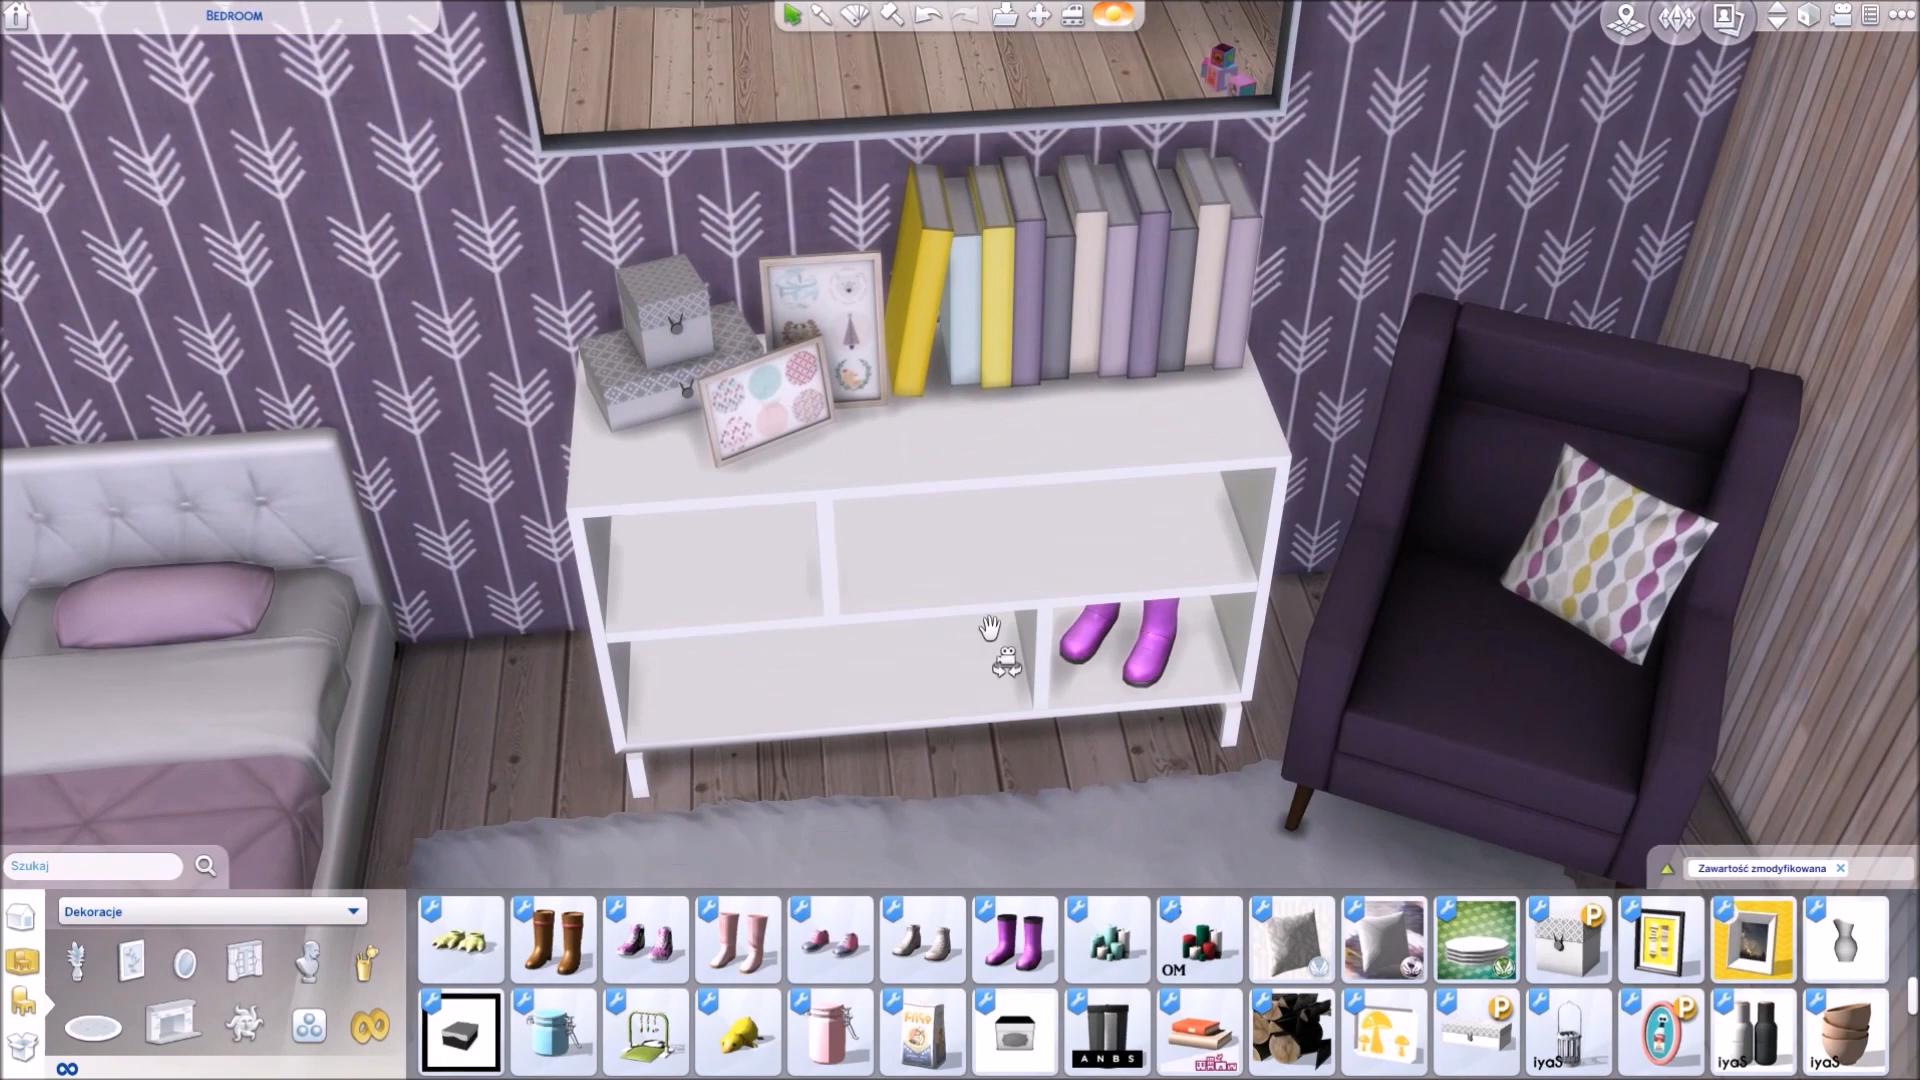 BEDROOM
Szukaj
Zawartość zmodyfikowana
Dekoracje
OM
P
ANBS
P
iyaS
P
iyaS
iyaS